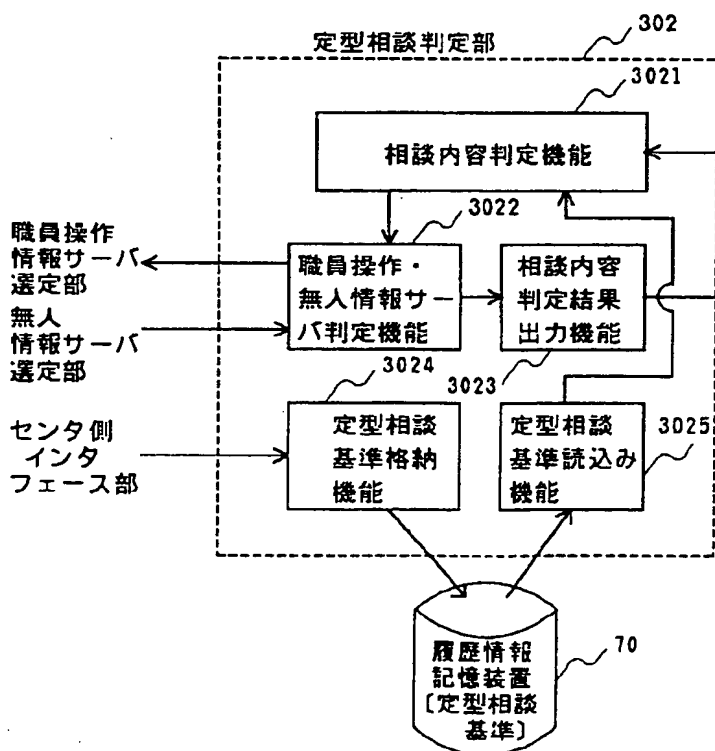 定型相談判定部
302
3021
相談内容判定機能
3022
職員操作
情報サーバ
選定部
無人
情報サーバ
選定部
職員操作・
無人情報サー
バ判定機能
相談内容
判定結果
出力機能
3023
3024
センタ側
インタ
フェース部
定型相談
基準格納
機能
定型相談
基準読込み
機能
3025
履歴情報
記憶装置
〔定型相談
基準〕
70